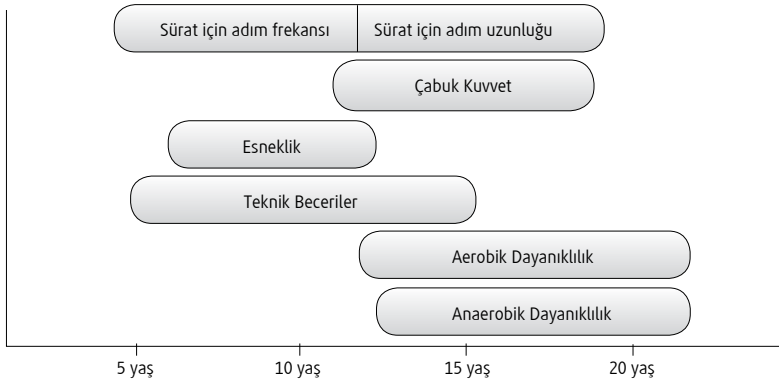 Sürat için adım frekansı Sürat için adım uzunluğu
Çabuk Kuvvet
Esneklik
Teknik Beceriler
Aerobik Dayanıklılık
Anaerobik Dayanıklılık
5 yaş 10 yaş 15 yaş 20 yaş